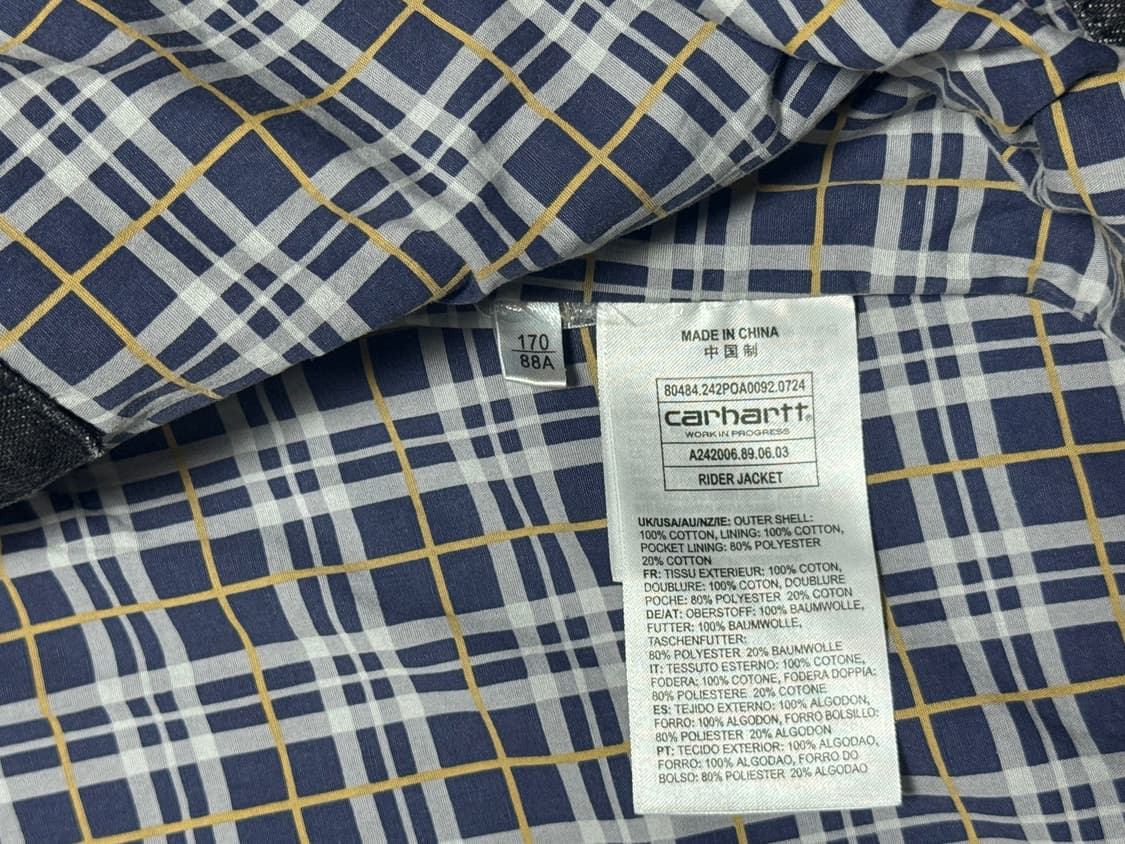 170
88A
MADE IN CHINA
中国制
80484.242POA0092.0724
carhartt®
WORK IN PROGRESS
A242006.89.06.03
RIDER JACKET
UK/USA/AU/NZ/IE: OUTER SHELL:
100% COTTON, LINING: 100% COTTON,
POCKET LINING: 80% POLYESTER
20% COTTON
FR: TISSU EXTERIEUR: 100% COTON,
DOUBLURE: 100% COTON, DOUBLURE
POCHE: 80% POLYESTER 20% COTON
DE/AT: OBERSTOFF: 100% BAUMWOLLE,
FUTTER: 100% BAUMWOLLE,
TASCHENFUTTER:
80% POLYESTER 20% BAUMWOLLE
IT: TESSUTO ESTERNO: 100% COTONE,
FODERA: 100% COTONE, FODERA DOPPIA:
80% POLIESTERE 20% COTONE
ES: TEJIDO EXTERNO: 100% ALGODON,
FORRO: 100% ALGODON, FORRO BOLSILLO:
80% POLIESTER 20% ALGODON
PT: TECIDO EXTERIOR: 100% ALGODAO,
FORRO: 100% ALGODAO, FORRO DO
BOLSO: 80% POLIESTER 20% ALGODAO